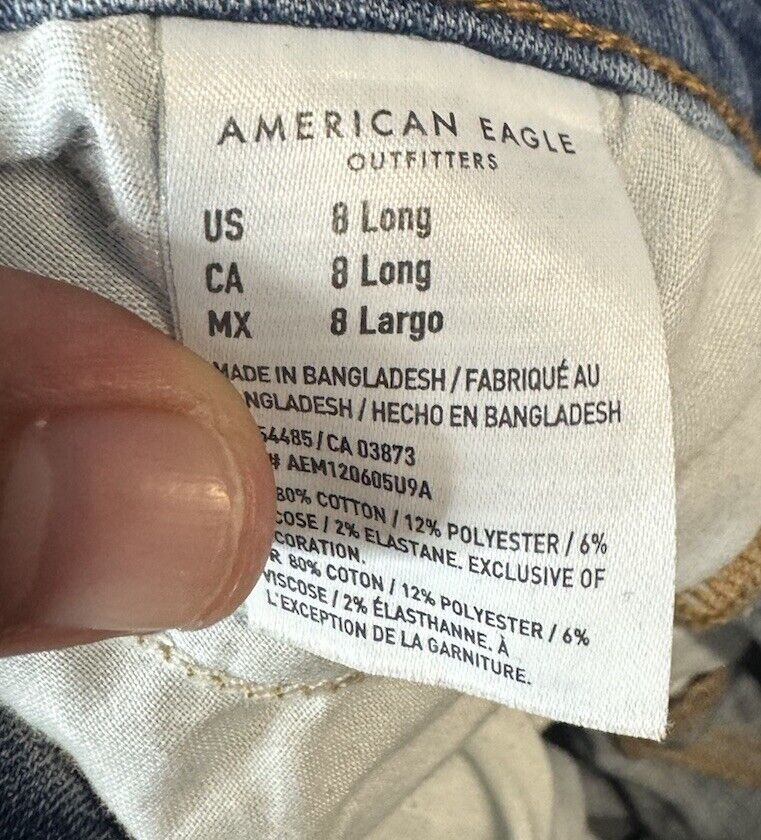 AMERICAN EAGLE
OUTFITTERS
US 8 Long
CA 8 Long
MX 8 Largo
MADE IN BANGLADESH / FABRIQUÉ AU
NGLADESH / HECHO EN BANGLADESH
54485 / CA 03873
# AEM120605U9A
80% COTTON / 12% POLYESTER / 6%
COSE / 2% ELASTANE. EXCLUSIVE OF
CORATION.
R 80% COTON / 12% POLYESTER / 6%
VISCOSE / 2% ÉLASTHANNE. À
L'EXCEPTION DE LA GARNITURE.